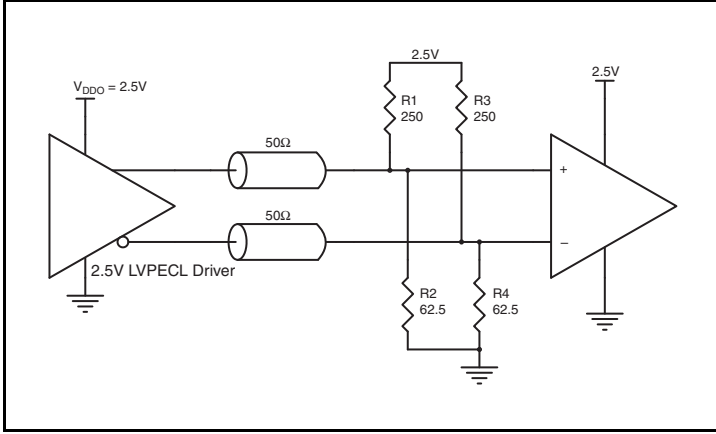 2.5V
V_DDO = 2.5V
2.5V
R1
250
R3
250
50Ω
+
50Ω
−
2.5V LVPECL Driver
R2
62.5
R4
62.5